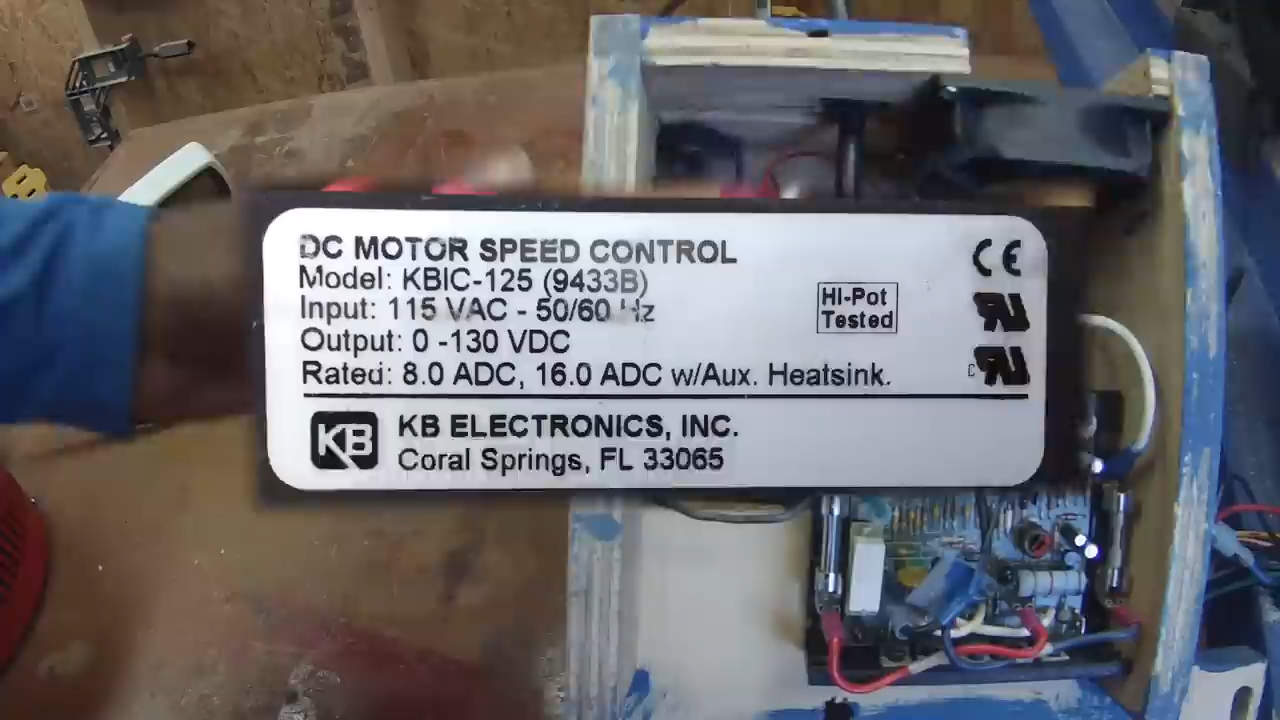 DC MOTOR SPEED CONTROL
Model: KBIC-125 (9433B)
Input: 115 VAC - 50/60 Hz
Output: 0 -130 VDC
Rated: 8.0 ADC, 16.0 ADC w/Aux. Heatsink.
Hi-Pot
Tested
CE
KB
KB ELECTRONICS, INC.
Coral Springs, FL 33065